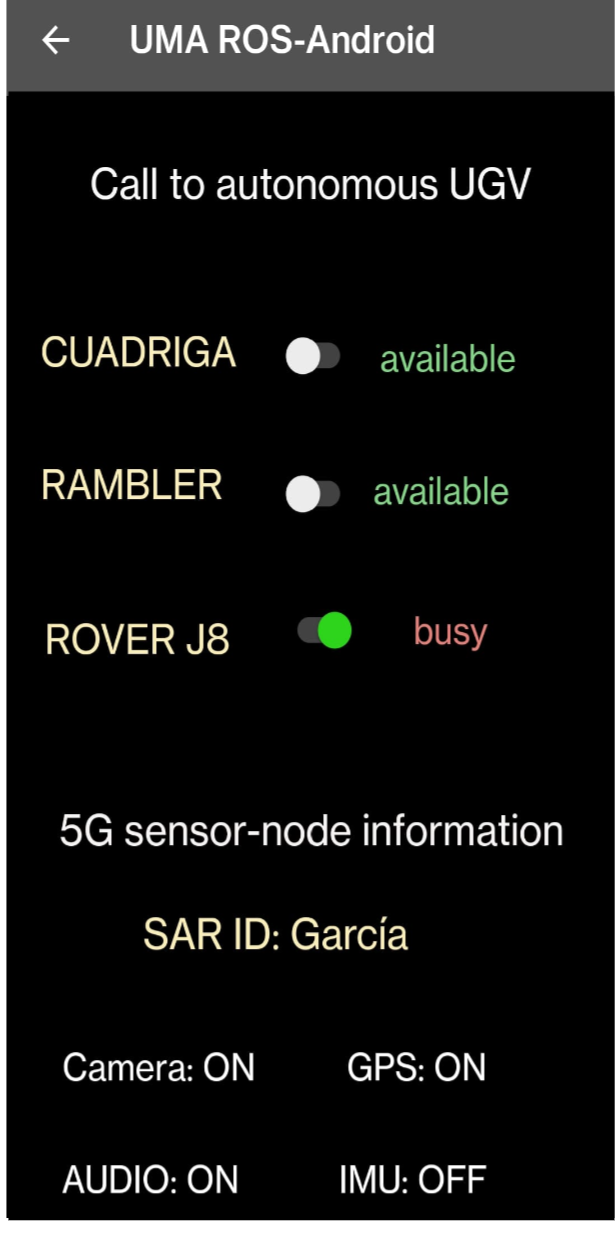 UMA ROS-Android
Call to autonomous UGV
CUADRIGA available
RAMBLER available
ROVER J8 busy
5G sensor-node information
SAR ID: García
Camera: ON GPS: ON
AUDIO: ON IMU: OFF